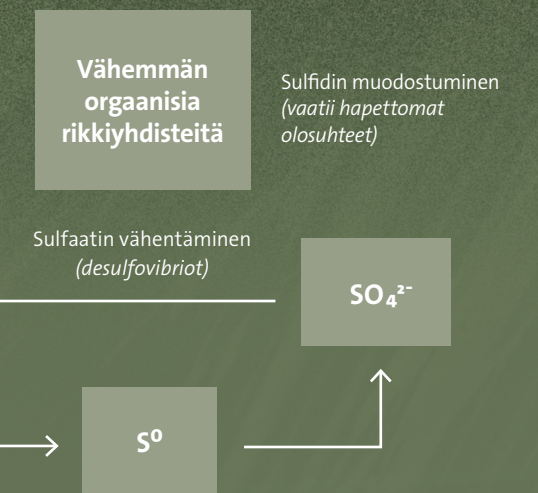 Vähemmän
orgaanisia
rikkiyhdisteitä
Sulfidin muodostuminen
(vaatii hapettomat
olosuhteet)
Sulfaatin vähentäminen
(desulfovibriot)
SO₄²⁻
S⁰